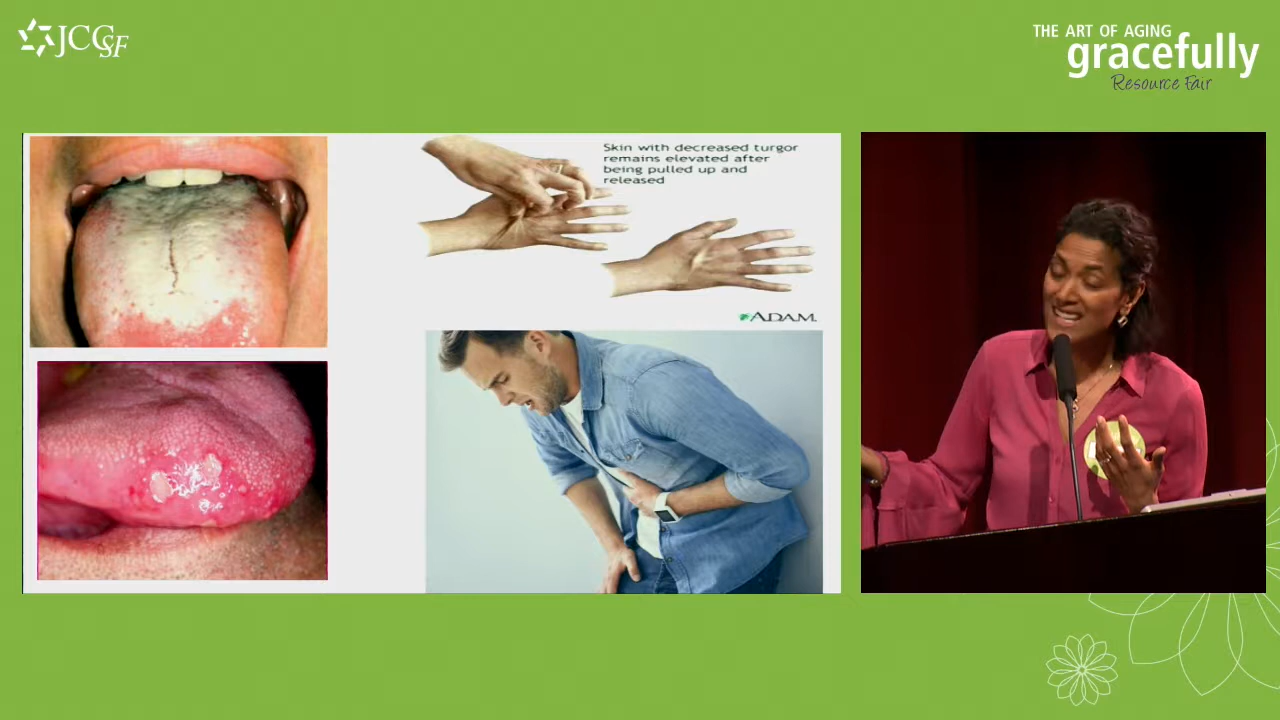 JCCSF
THE ART OF AGING
gracefully
Resource Fair
Skin with decreased turgor
remains elevated after
being pulled up and
released
ADAM.